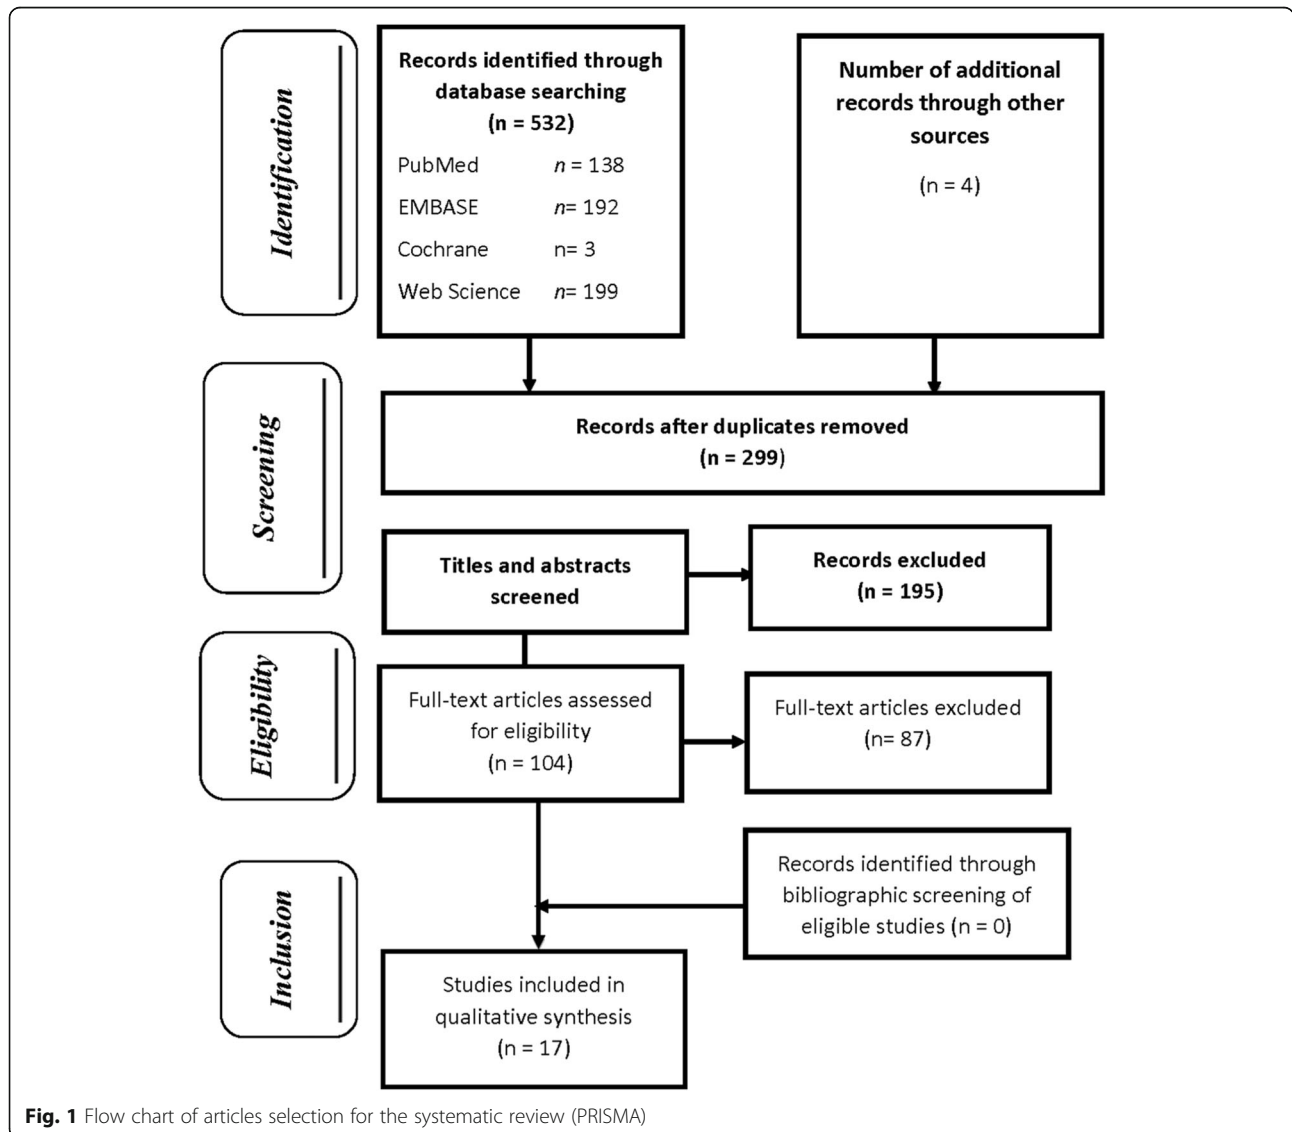 Identification
Records identified through
database searching
(n = 532)
PubMed n = 138
EMBASE n= 192
Cochrane n= 3
Web Science n= 199
Number of additional
records through other
sources
(n = 4)
Screening
Records after duplicates removed
(n = 299)
Titles and abstracts
screened
Records excluded
(n = 195)
Eligibility
Full-text articles assessed
for eligibility
(n = 104)
Full-text articles excluded
(n= 87)
Records identified through
bibliographic screening of
eligible studies (n = 0)
Inclusion
Studies included in
qualitative synthesis
(n = 17)
Fig. 1 Flow chart of articles selection for the systematic review (PRISMA)